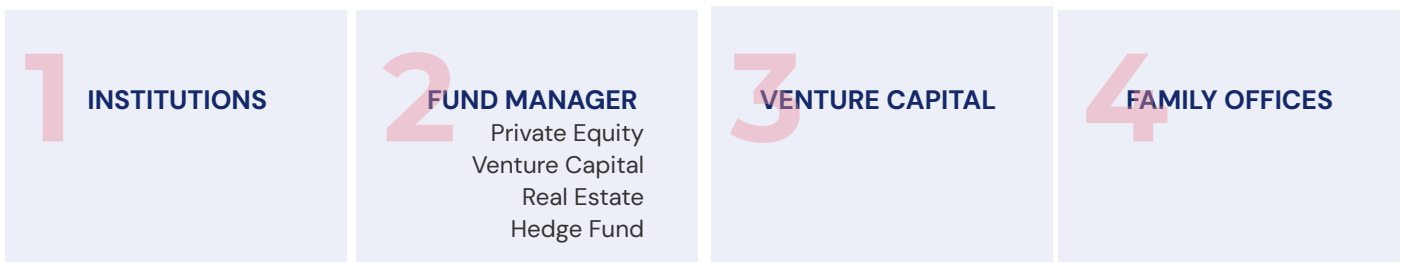 1
INSTITUTIONS
2
FUND MANAGER
Private Equity
Venture Capital
Real Estate
Hedge Fund
3
VENTURE CAPITAL
4
FAMILY OFFICES